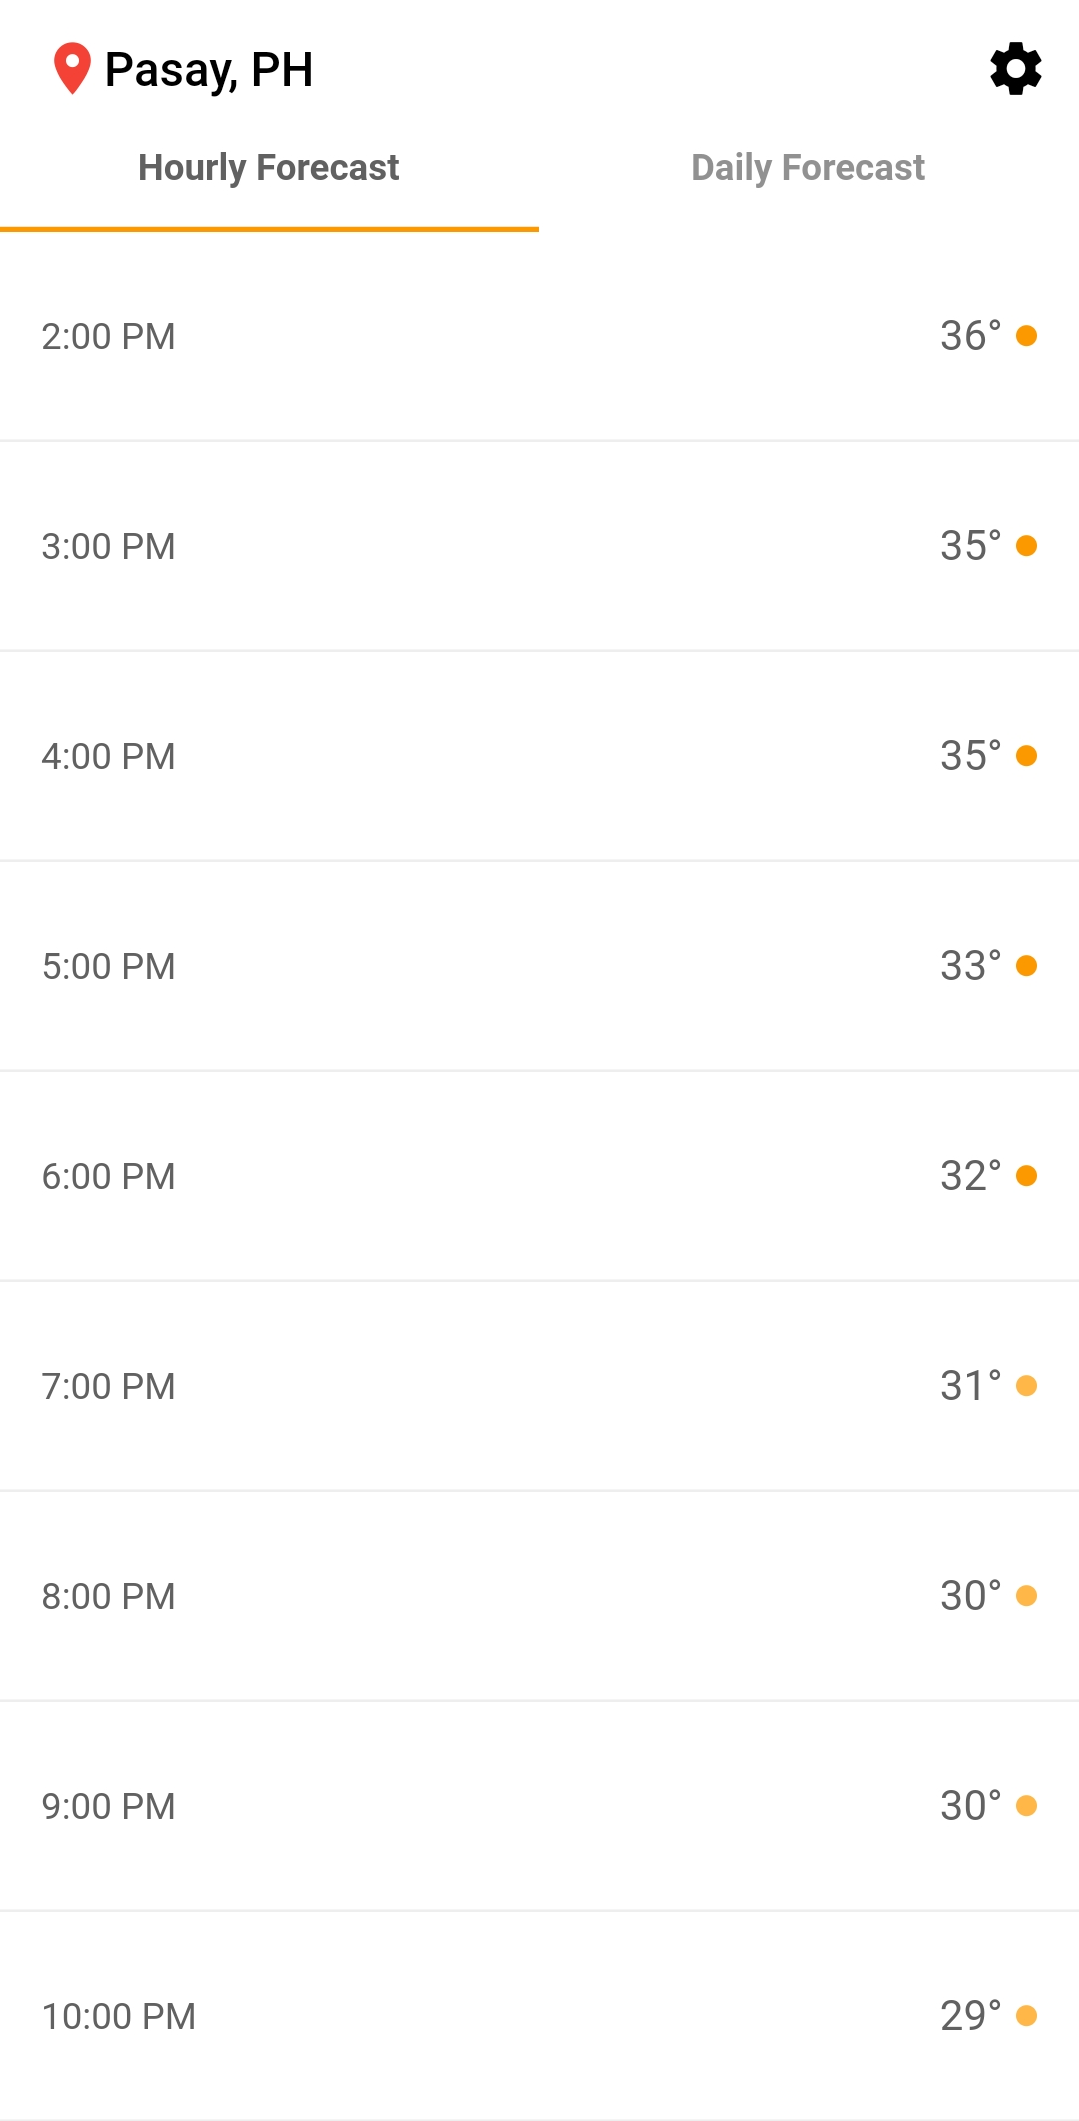 Pasay, PH
Hourly Forecast Daily Forecast
2:00 PM 36°
3:00 PM 35°
4:00 PM 35°
5:00 PM 33°
6:00 PM 32°
7:00 PM 31°
8:00 PM 30°
9:00 PM 30°
10:00 PM 29°